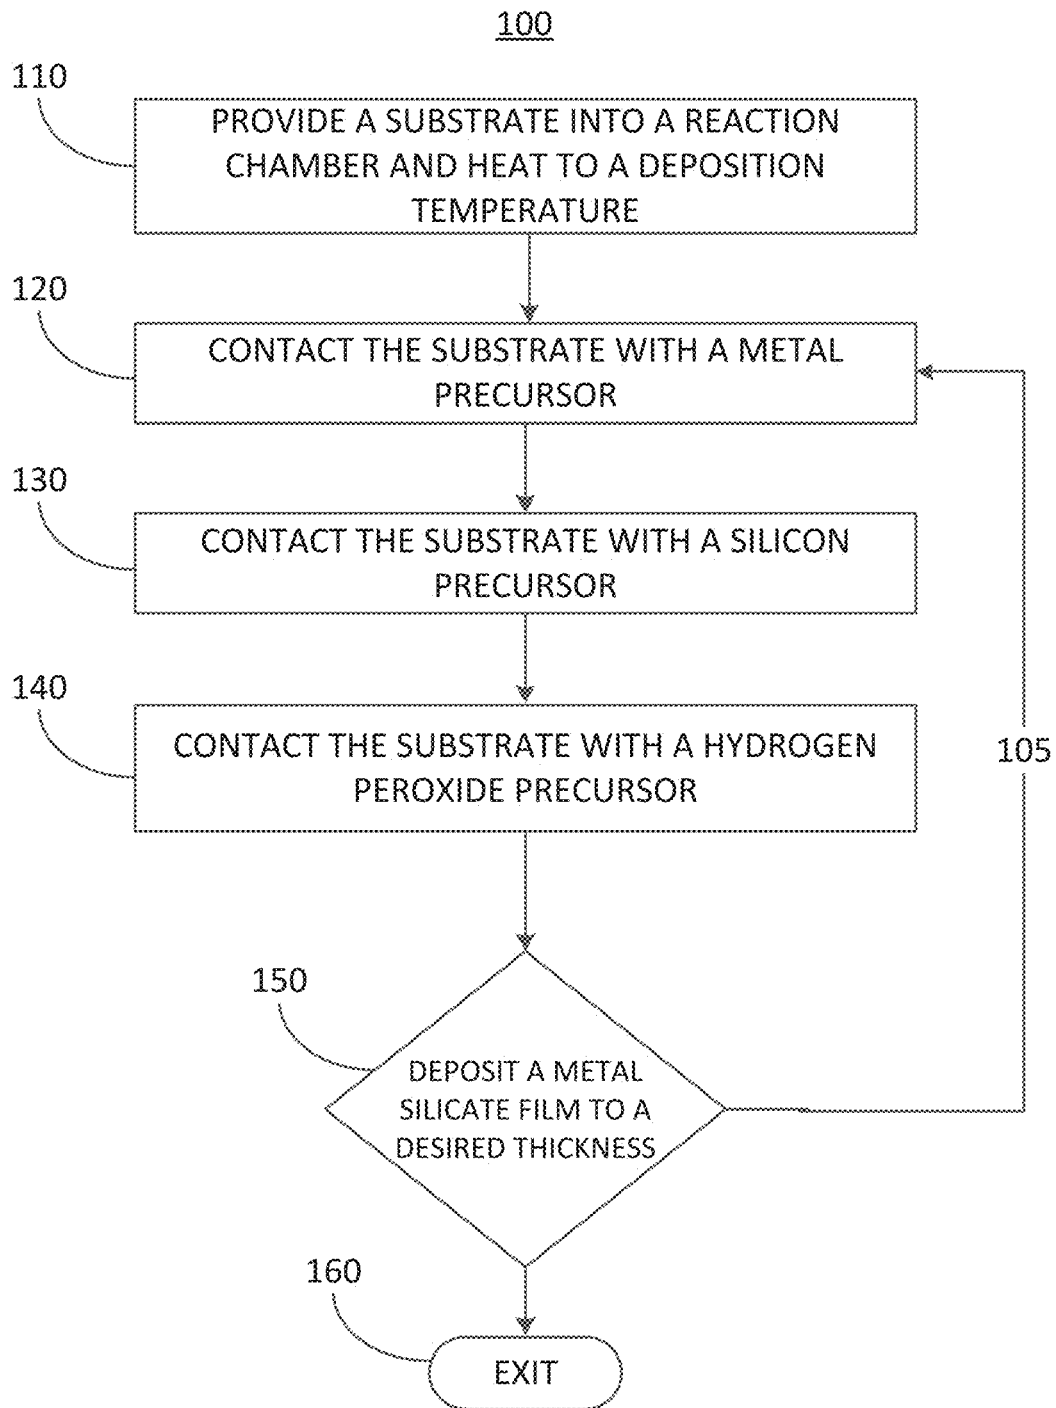 100
110
PROVIDE A SUBSTRATE INTO A REACTION
CHAMBER AND HEAT TO A DEPOSITION
TEMPERATURE
120
CONTACT THE SUBSTRATE WITH A METAL
PRECURSOR
130
CONTACT THE SUBSTRATE WITH A SILICON
PRECURSOR
140
CONTACT THE SUBSTRATE WITH A HYDROGEN
PEROXIDE PRECURSOR
105
150
DEPOSIT A METAL
SILICATE FILM TO A
DESIRED THICKNESS
160
EXIT